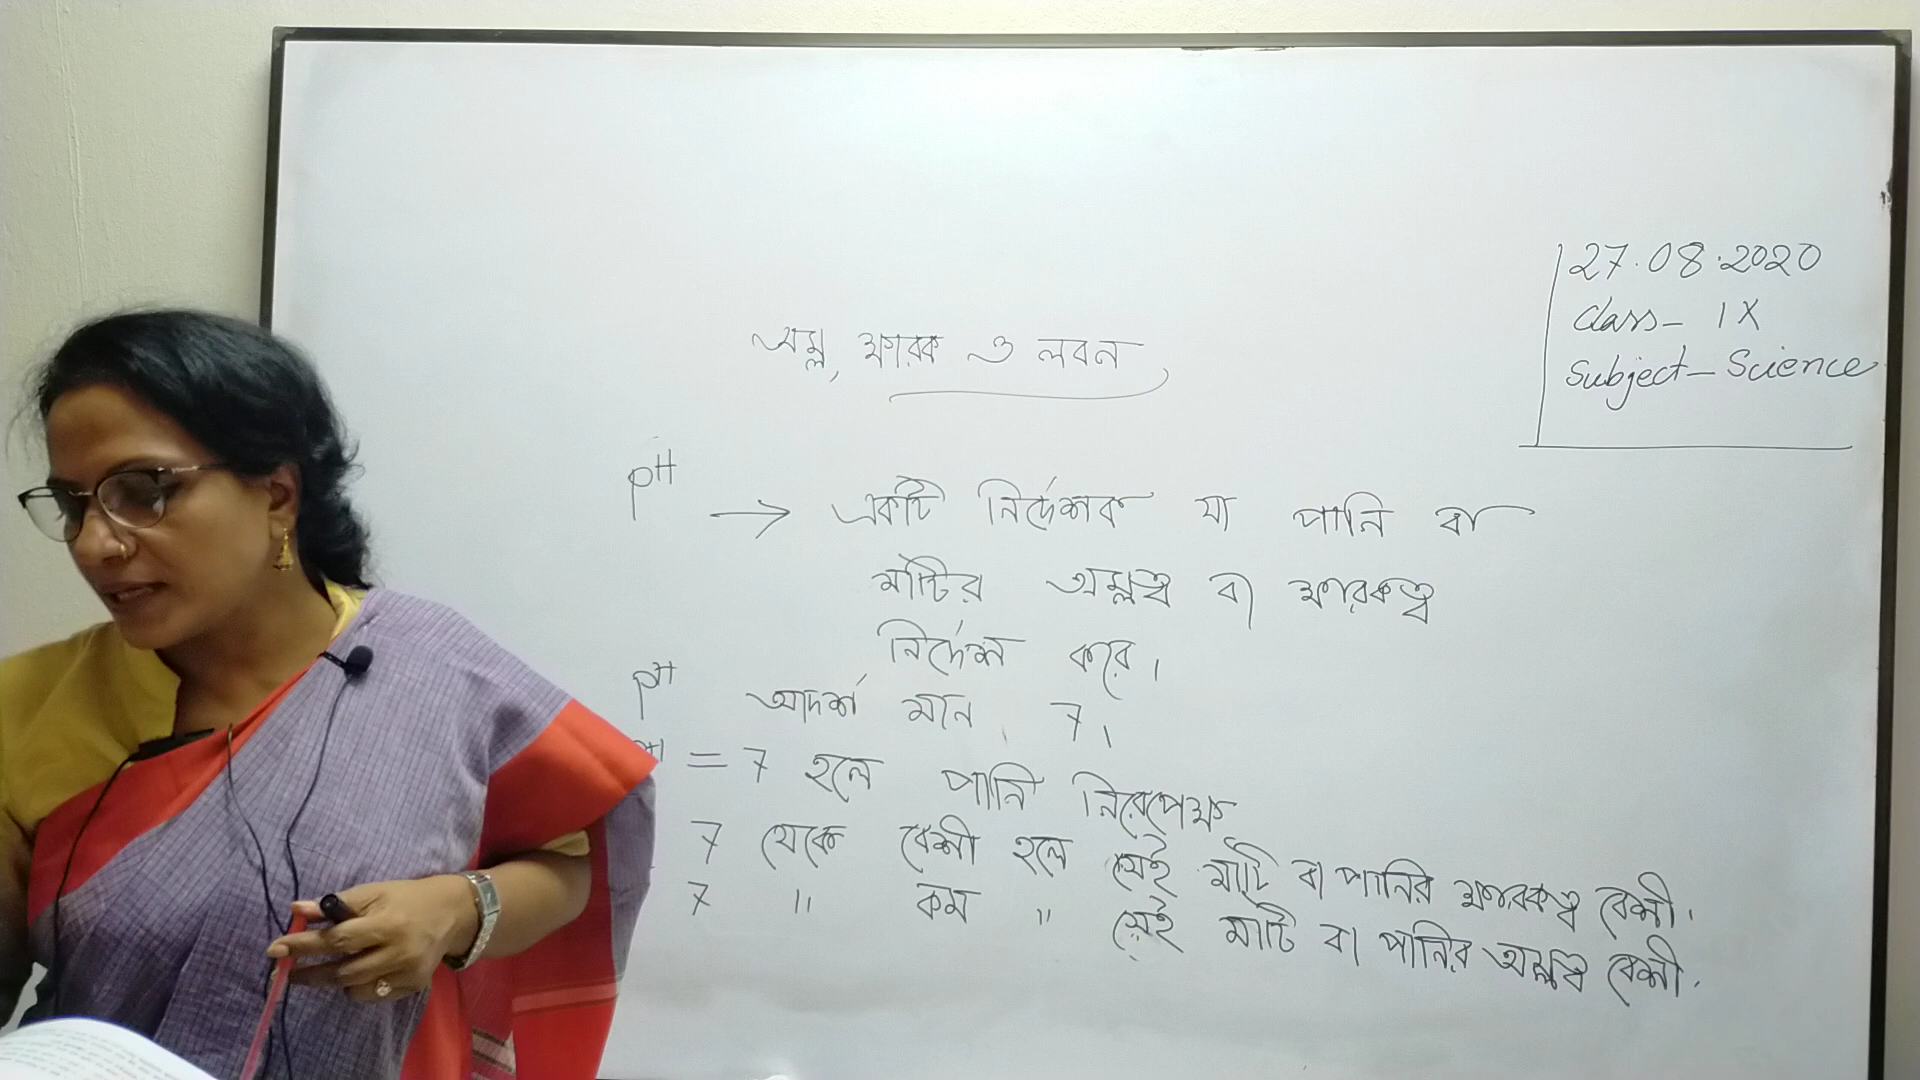 27.08.2020
class- IX
Subject- Science
অম্ল, ক্ষারক ও লবন
pH → একটি নির্দেশক যা পানি বা
মাটির অম্লত্ব বা ক্ষারকত্ব
নির্দেশ করে।
pH আদর্শ মান 7।
pH = 7 হলে পানি নিরপেক্ষ
7 থেকে বেশী হলে সেই মাটি বা পানির ক্ষারকত্ব বেশী.
7 " কম " সেই মাটি বা পানির অম্লত্ব বেশী.